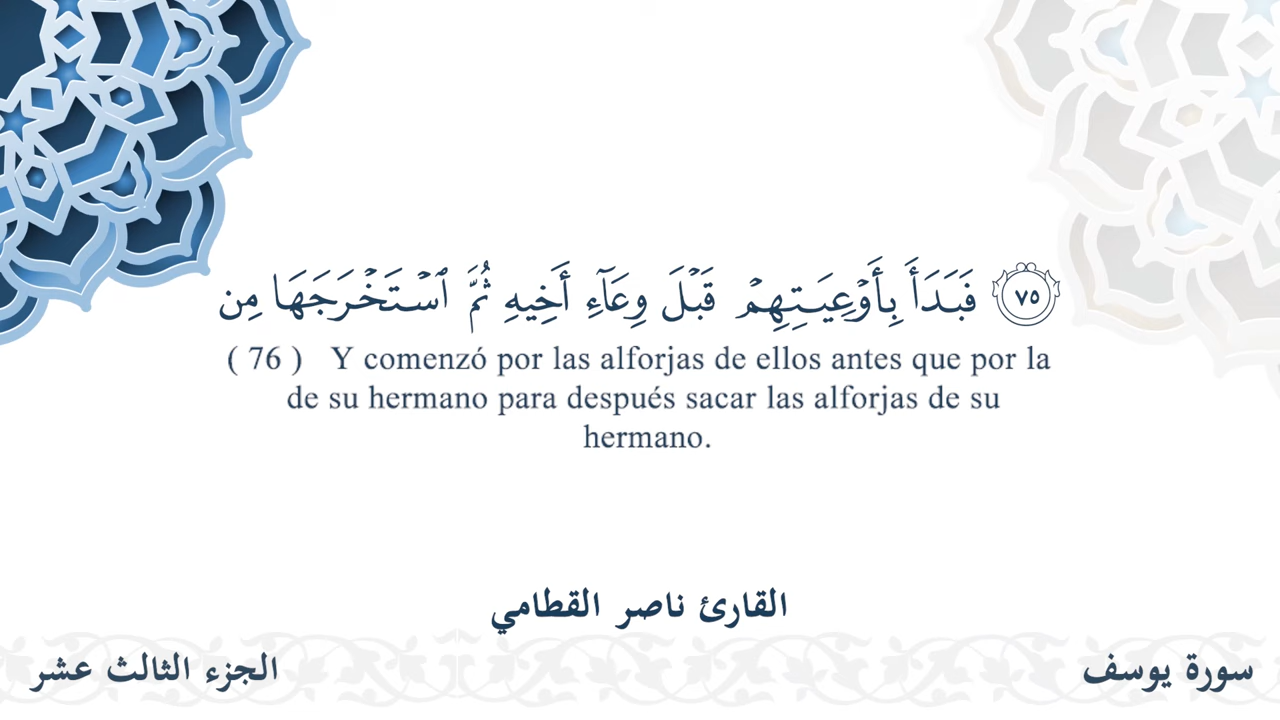 ٧٥ فَبَدَأَ بِأَوۡعِيَتِهِمۡ قَبۡلَ وِعَآءِ أَخِيهِ ثُمَّ ٱسۡتَخۡرَجَهَا مِن
( 76 ) Y comenzó por las alforjas de ellos antes que por la
de su hermano para después sacar las alforjas de su
hermano.
القارئ ناصر القطامي
سورة يوسف
الجزء الثالث عشر